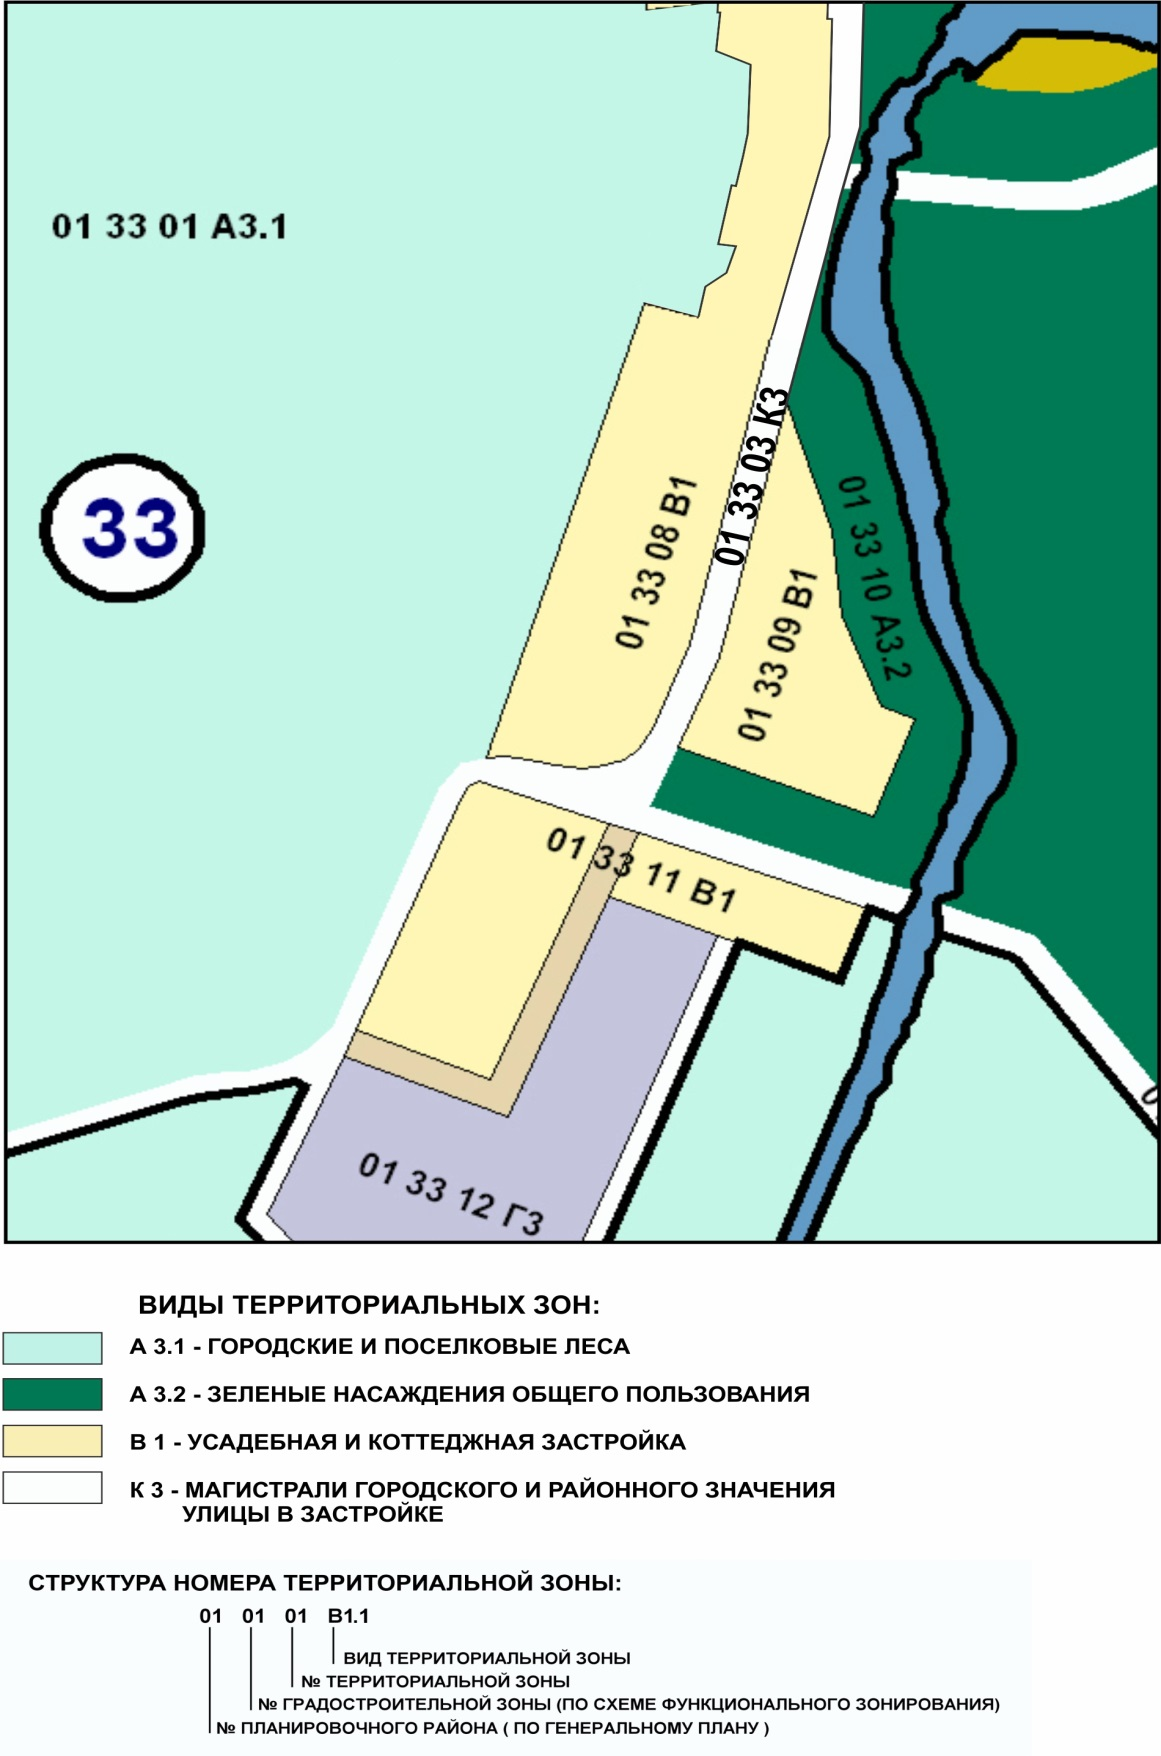 01 33 01 А3.1
01 33 03 К3
33
01 33 08 В1
01 33 10 А3.2
01 33 09 В1
01 33 11 В1
01 33 12 Г3
ВИДЫ ТЕРРИТОРИАЛЬНЫХ ЗОН:
А 3.1 - ГОРОДСКИЕ И ПОСЕЛКОВЫЕ ЛЕСА
А 3.2 - ЗЕЛЕНЫЕ НАСАЖДЕНИЯ ОБЩЕГО ПОЛЬЗОВАНИЯ
В 1 - УСАДЕБНАЯ И КОТТЕДЖНАЯ ЗАСТРОЙКА
К 3 - МАГИСТРАЛИ ГОРОДСКОГО И РАЙОННОГО ЗНАЧЕНИЯ
УЛИЦЫ В ЗАСТРОЙКЕ
СТРУКТУРА НОМЕРА ТЕРРИТОРИАЛЬНОЙ ЗОНЫ:
01 01 01 В1.1
ВИД ТЕРРИТОРИАЛЬНОЙ ЗОНЫ
№ ТЕРРИТОРИАЛЬНОЙ ЗОНЫ
№ ГРАДОСТРОИТЕЛЬНОЙ ЗОНЫ (ПО СХЕМЕ ФУНКЦИОНАЛЬНОГО ЗОНИРОВАНИЯ)
№ ПЛАНИРОВОЧНОГО РАЙОНА ( ПО ГЕНЕРАЛЬНОМУ ПЛАНУ )